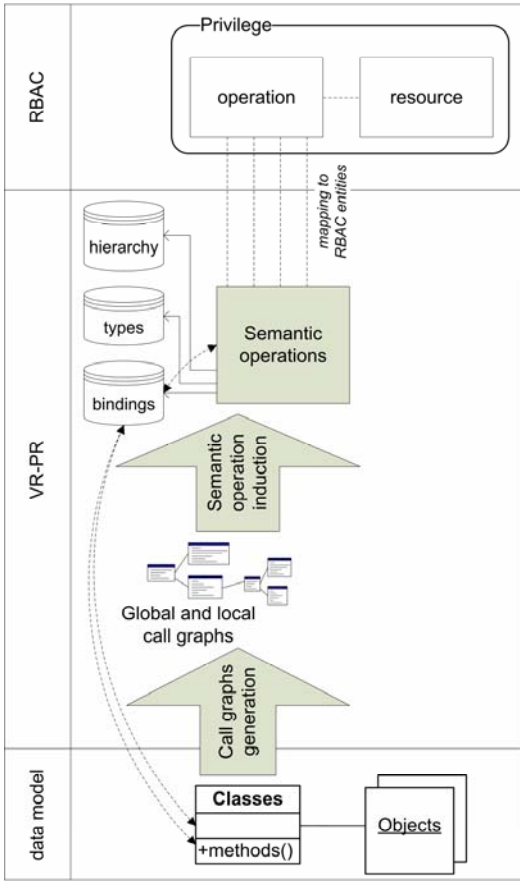 RBAC
Privilege
operation
resource
mapping to
RBAC entities
VR-PR
hierarchy
types
bindings
Semantic
operations
Semantic
operation
induction
Global and local
call graphs
Call graphs
generation
data model
Classes
+methods()
Objects